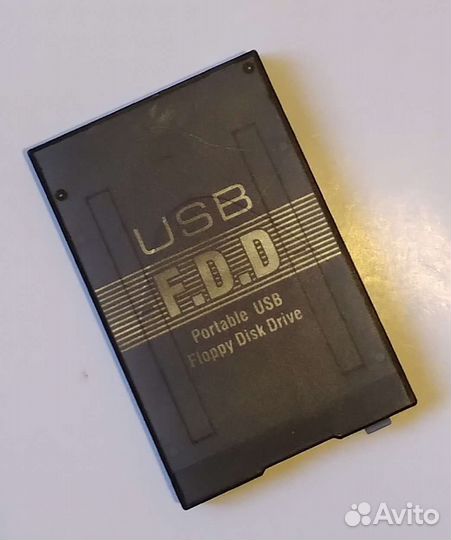 USB
F.D.D
Portable USB
Floppy Disk Drive
Avito